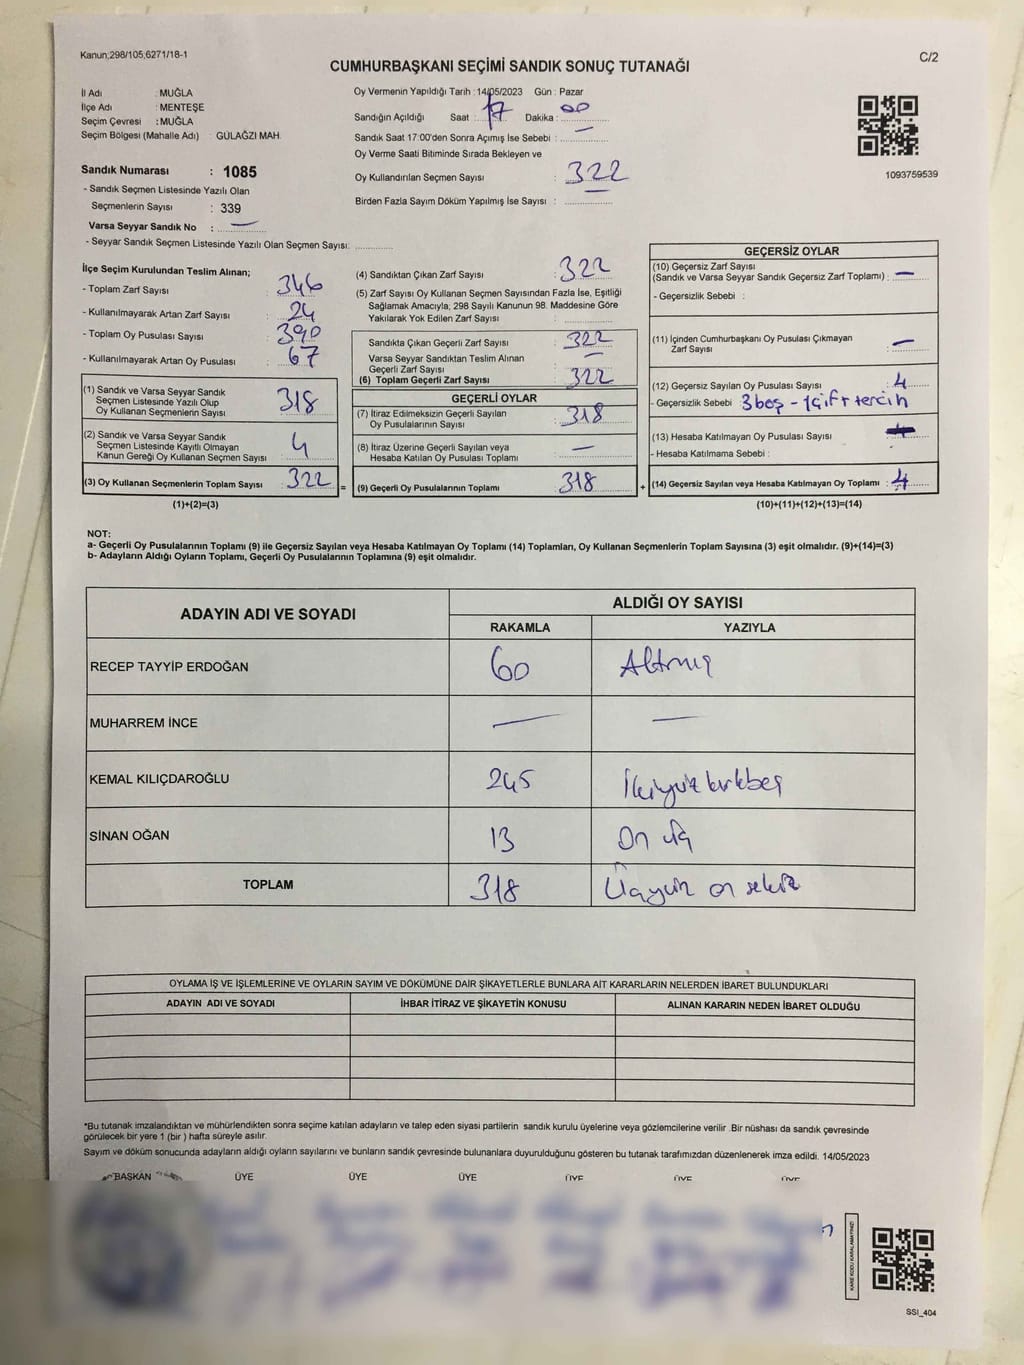 Kanun;298/105;6271/18-1
C/2
CUMHURBAŞKANI SEÇİMİ SANDIK SONUÇ TUTANAĞI
İl Adı : MUĞLA
İlçe Adı : MENTEŞE
Seçim Çevresi : MUĞLA
Seçim Bölgesi (Mahalle Adı) : GÜLAĞZI MAH.
Sandık Numarası : 1085
- Sandık Seçmen Listesinde Yazılı Olan
Seçmenlerin Sayısı : 339
Varsa Seyyar Sandık No : —
- Seyyar Sandık Seçmen Listesinde Yazılı Olan Seçmen Sayısı: ............
Oy Vermenin Yapıldığı Tarih : 14/05/2023 Gün : Pazar
Sandığın Açıldığı Saat : 17 Dakika : 00
Sandık Saat 17:00'den Sonra Açımış İse Sebebi : —
Oy Verme Saati Bitiminde Sırada Bekleyen ve
Oy Kullandırılan Seçmen Sayısı : 322
Birden Fazla Sayım Döküm Yapılmış İse Sayısı : —
1093759539
İlçe Seçim Kurulundan Teslim Alınan;
- Toplam Zarf Sayısı : 346
- Kullanılmayarak Artan Zarf Sayısı : 24
- Toplam Oy Pusulası Sayısı : 390
- Kullanılmayarak Artan Oy Pusulası : 67
(1) Sandık ve Varsa Seyyar Sandık
Seçmen Listesinde Yazılı Olup
Oy Kullanan Seçmenlerin Sayısı : 318
(2) Sandık ve Varsa Seyyar Sandık
Seçmen Listesinde Kayıtlı Olmayan
Kanun Gereği Oy Kullanan Seçmen Sayısı : 4
(3) Oy Kullanan Seçmenlerin Toplam Sayısı : 322 =
(1)+(2)=(3)
(4) Sandıktan Çıkan Zarf Sayısı : 322
(5) Zarf Sayısı Oy Kullanan Seçmen Sayısından Fazla İse, Eşitliği
Sağlamak Amacıyla, 298 Sayılı Kanunun 98. Maddesine Göre
Yakılarak Yok Edilen Zarf Sayısı : ............
Sandıkta Çıkan Geçerli Zarf Sayısı : 322
Varsa Seyyar Sandıktan Teslim Alınan
Geçerli Zarf Sayısı : —
(6) Toplam Geçerli Zarf Sayısı : 322
GEÇERLİ OYLAR
(7) İtiraz Edilmeksizin Geçerli Sayılan
Oy Pusulalarının Sayısı : 318
(8) İtiraz Üzerine Geçerli Sayılan veya
Hesaba Katılan Oy Pusulası Toplamı : —
(9) Geçerli Oy Pusulalarının Toplamı : 318 +
GEÇERSİZ OYLAR
(10) Geçersiz Zarf Sayısı
(Sandık ve Varsa Seyyar Sandık Geçersiz Zarf Toplamı) : —
- Geçersizlik Sebebi :
(11) İçinden Cumhurbaşkanı Oy Pusulası Çıkmayan
Zarf Sayısı : —
(12) Geçersiz Sayılan Oy Pusulası Sayısı : 4
- Geçersizlik Sebebi : 3 boş - 1 çift tercih
(13) Hesaba Katılmayan Oy Pusulası Sayısı :
- Hesaba Katılmama Sebebi :
(14) Geçersiz Sayılan veya Hesaba Katılmayan Oy Toplamı : 4
(10)+(11)+(12)+(13)=(14)
NOT:
a- Geçerli Oy Pusulalarının Toplamı (9) ile Geçersiz Sayılan veya Hesaba Katılmayan Oy Toplamı (14) Toplamları, Oy Kullanan Seçmenlerin Toplam Sayısına (3) eşit olmalıdır. (9)+(14)=(3)
b- Adayların Aldığı Oyların Toplamı, Geçerli Oy Pusulalarının Toplamına (9) eşit olmalıdır.
ADAYIN ADI VE SOYADI
ALDIĞI OY SAYISI
RAKAMLA YAZIYLA
RECEP TAYYİP ERDOĞAN 60 Altmış
MUHARREM İNCE — —
KEMAL KILIÇDAROĞLU 245 İkiyüz kırkbeş
SİNAN OĞAN 13 On üç
TOPLAM 318 Üçyüz on sekiz
OYLAMA İŞ VE İŞLEMLERİNE VE OYLARIN SAYIM VE DÖKÜMÜNE DAİR ŞİKAYETLERLE BUNLARA AİT KARARLARIN NELERDEN İBARET BULUNDUKLARI
ADAYIN ADI VE SOYADI İHBAR İTİRAZ VE ŞİKAYETİN KONUSU ALINAN KARARIN NEDEN İBARET OLDUĞU
*Bu tutanak imzalandıktan ve mühürlendikten sonra seçime katılan adayların ve talep eden siyasi partilerin sandık kurulu üyelerine veya gözlemcilerine verilir .Bir nüshası da sandık çevresinde
görülecek bir yere 1 (bir ) hafta süreyle asılır.
Sayım ve döküm sonucunda adayların aldığı oyların sayılarını ve bunların sandık çevresinde bulunanlara duyurulduğunu gösteren bu tutanak tarafımızdan düzenlenerek imza edildi. 14/05/2023
BAŞKAN ÜYE ÜYE ÜYE ÜYE ÜYE ÜYE
KARE KODU KARALAMAYINIZ!
SSI_404